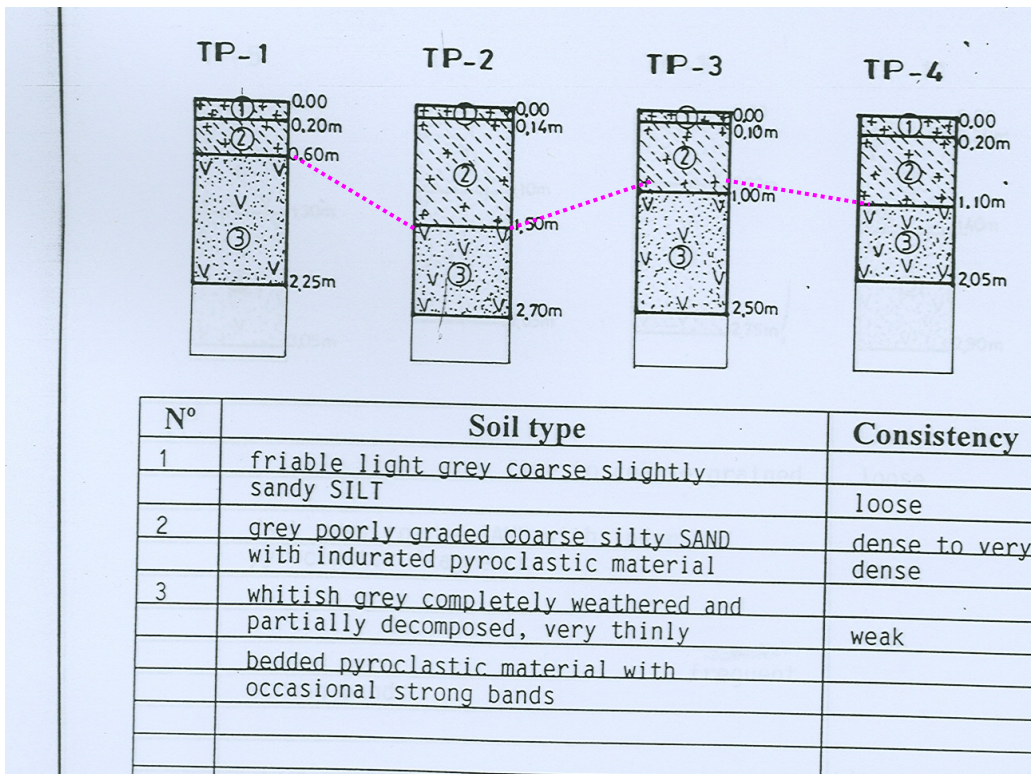 TP-1 TP-2 TP-3 TP-4
1 0.00
2 0.20m
0.60m
3
2.25m
1 0.00
0.14m
2
1.50m
3
2.70m
1 0.00
0.10m
2
1.00m
3
2.50m
1 0.00
0.20m
2
1.10m
3
2.05m
Nº Soil type Consistency
1 friable light grey coarse slightly
sandy SILT loose
2 grey poorly graded coarse silty SAND dense to very
with indurated pyroclastic material dense
3 whitish grey completely weathered and
partially decomposed, very thinly weak
bedded pyroclastic material with
occasional strong bands